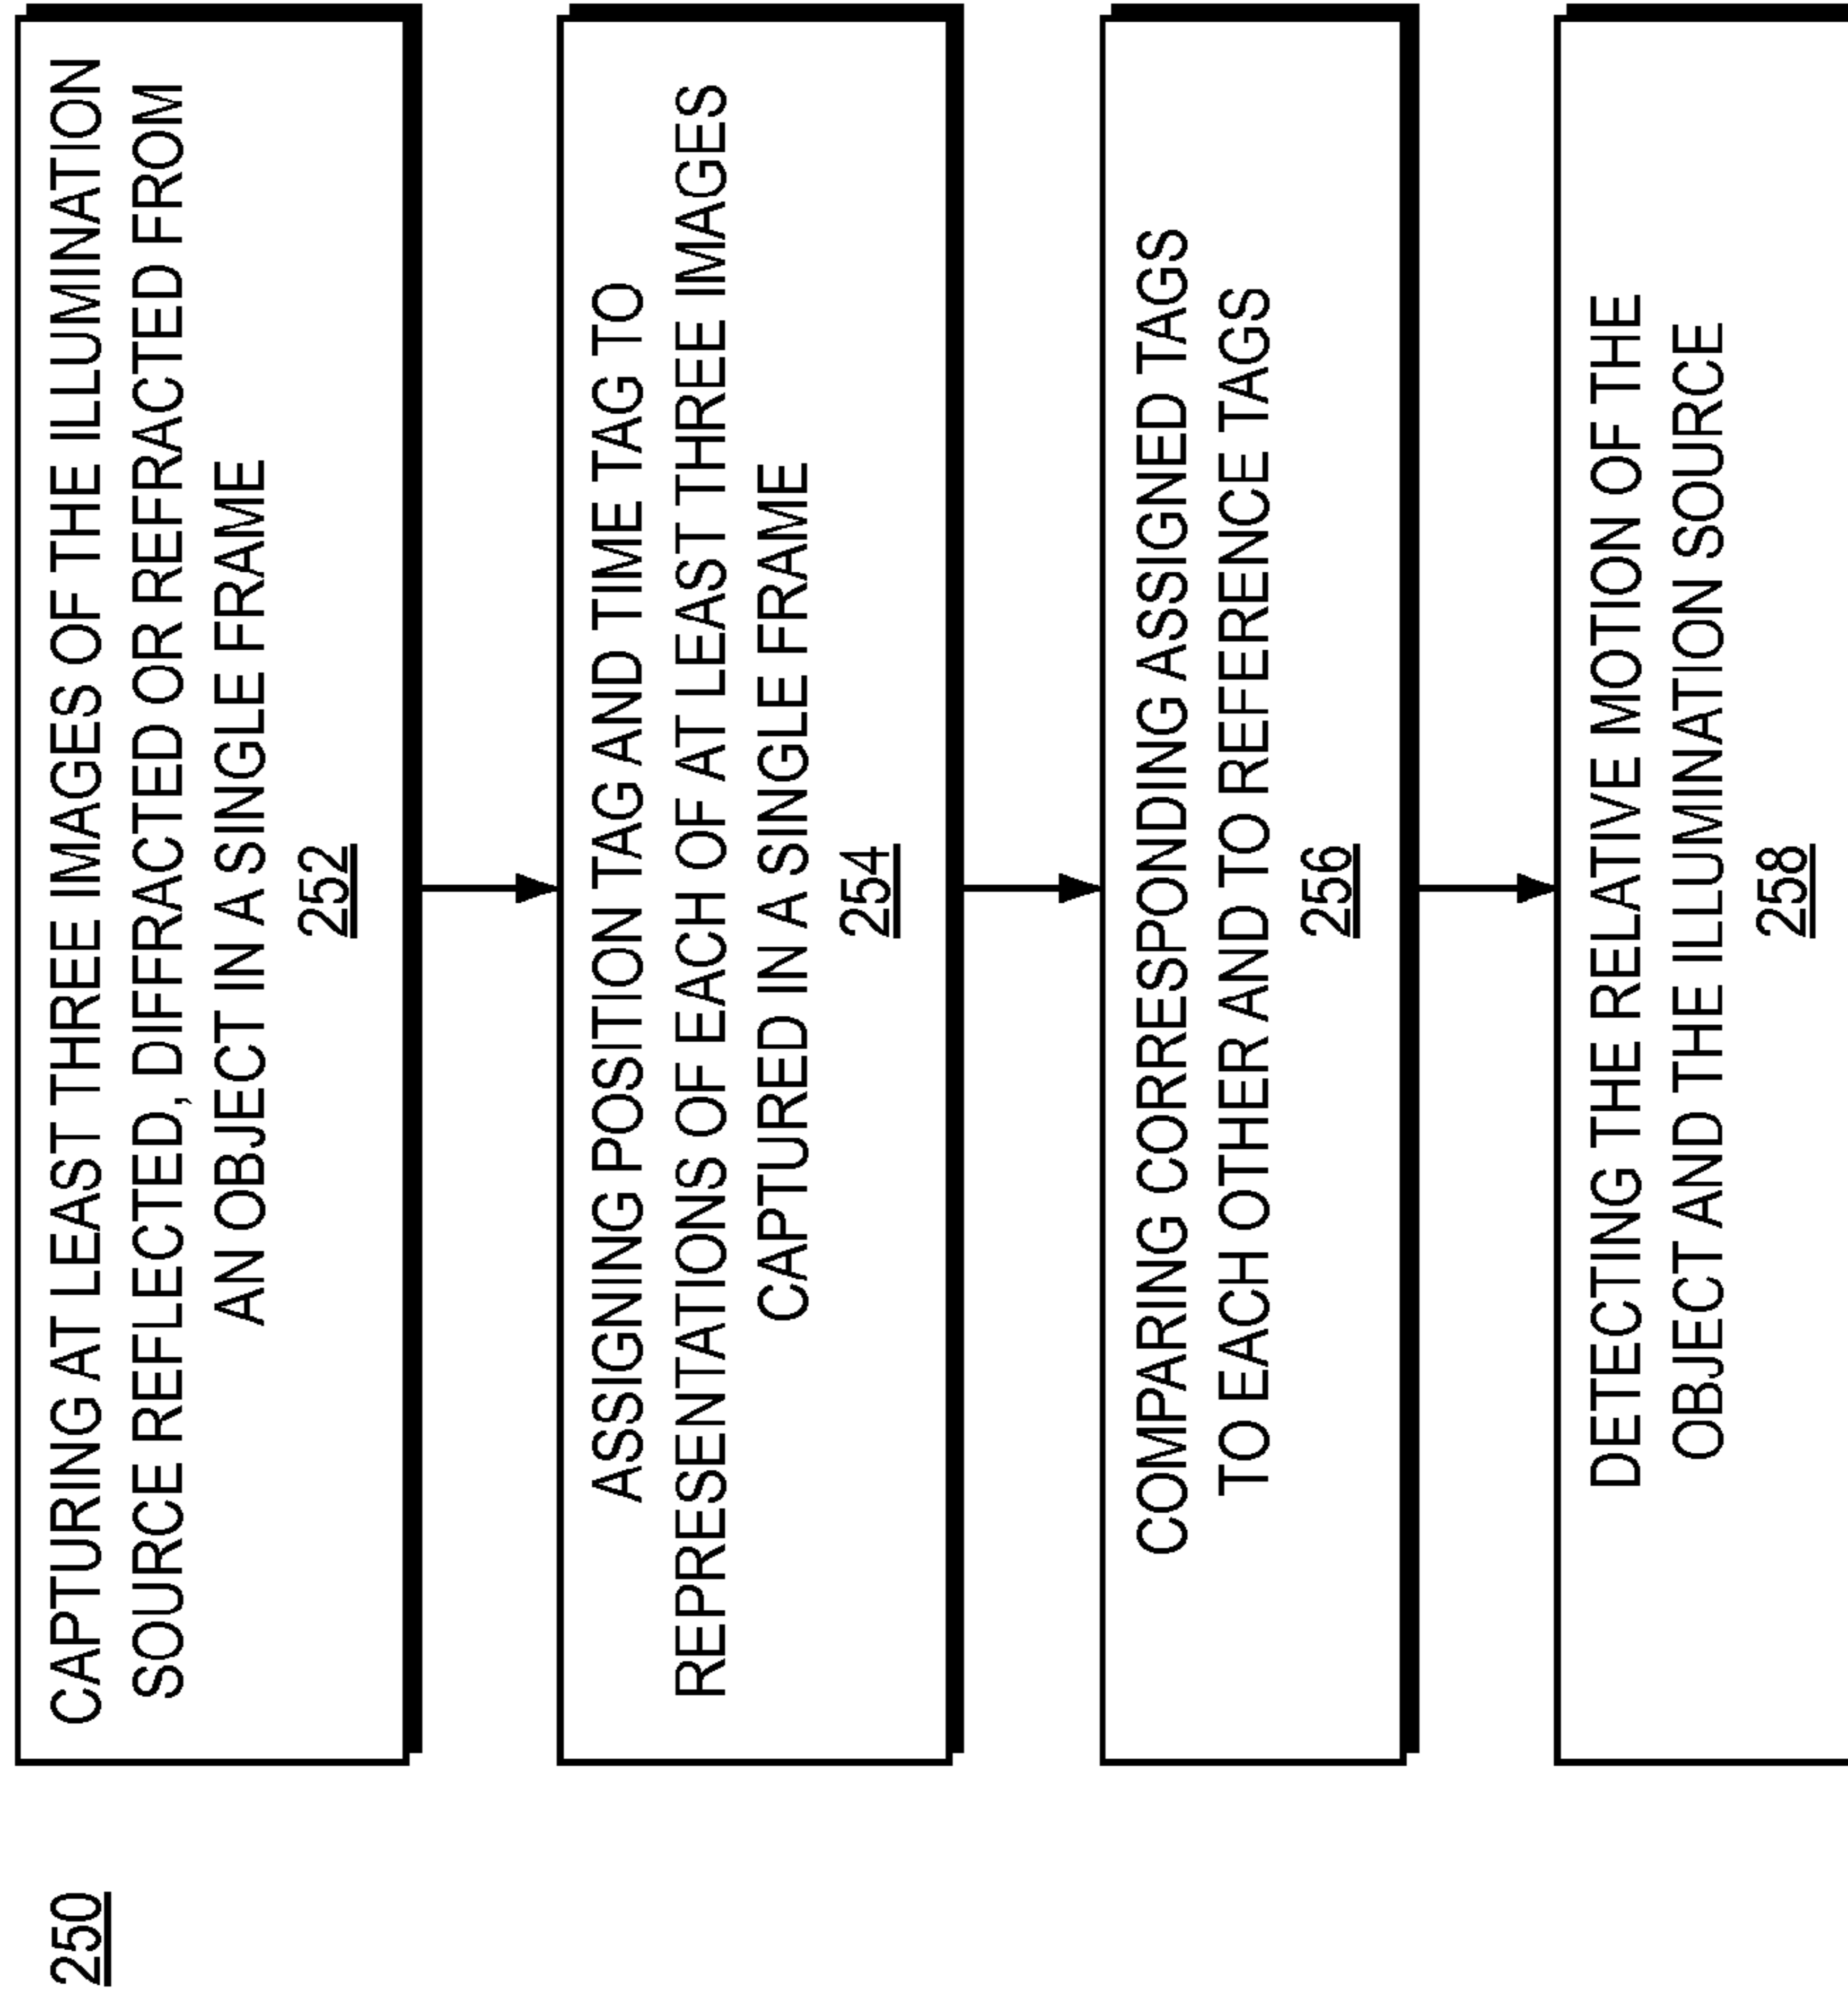 250
CAPTURING AT LEAST THREE IMAGES OF THE ILLUMINATION
SOURCE REFLECTED, DIFFRACTED OR REFRACTED FROM
AN OBJECT IN A SINGLE FRAME
252
ASSIGNING POSITION TAG AND TIME TAG TO
REPRESENTATIONS OF EACH OF AT LEAST THREE IMAGES
CAPTURED IN A SINGLE FRAME
254
COMPARING CORRESPONDING ASSIGNED TAGS
TO EACH OTHER AND TO REFERENCE TAGS
256
DETECTING THE RELATIVE MOTION OF THE
OBJECT AND THE ILLUMINATION SOURCE
258